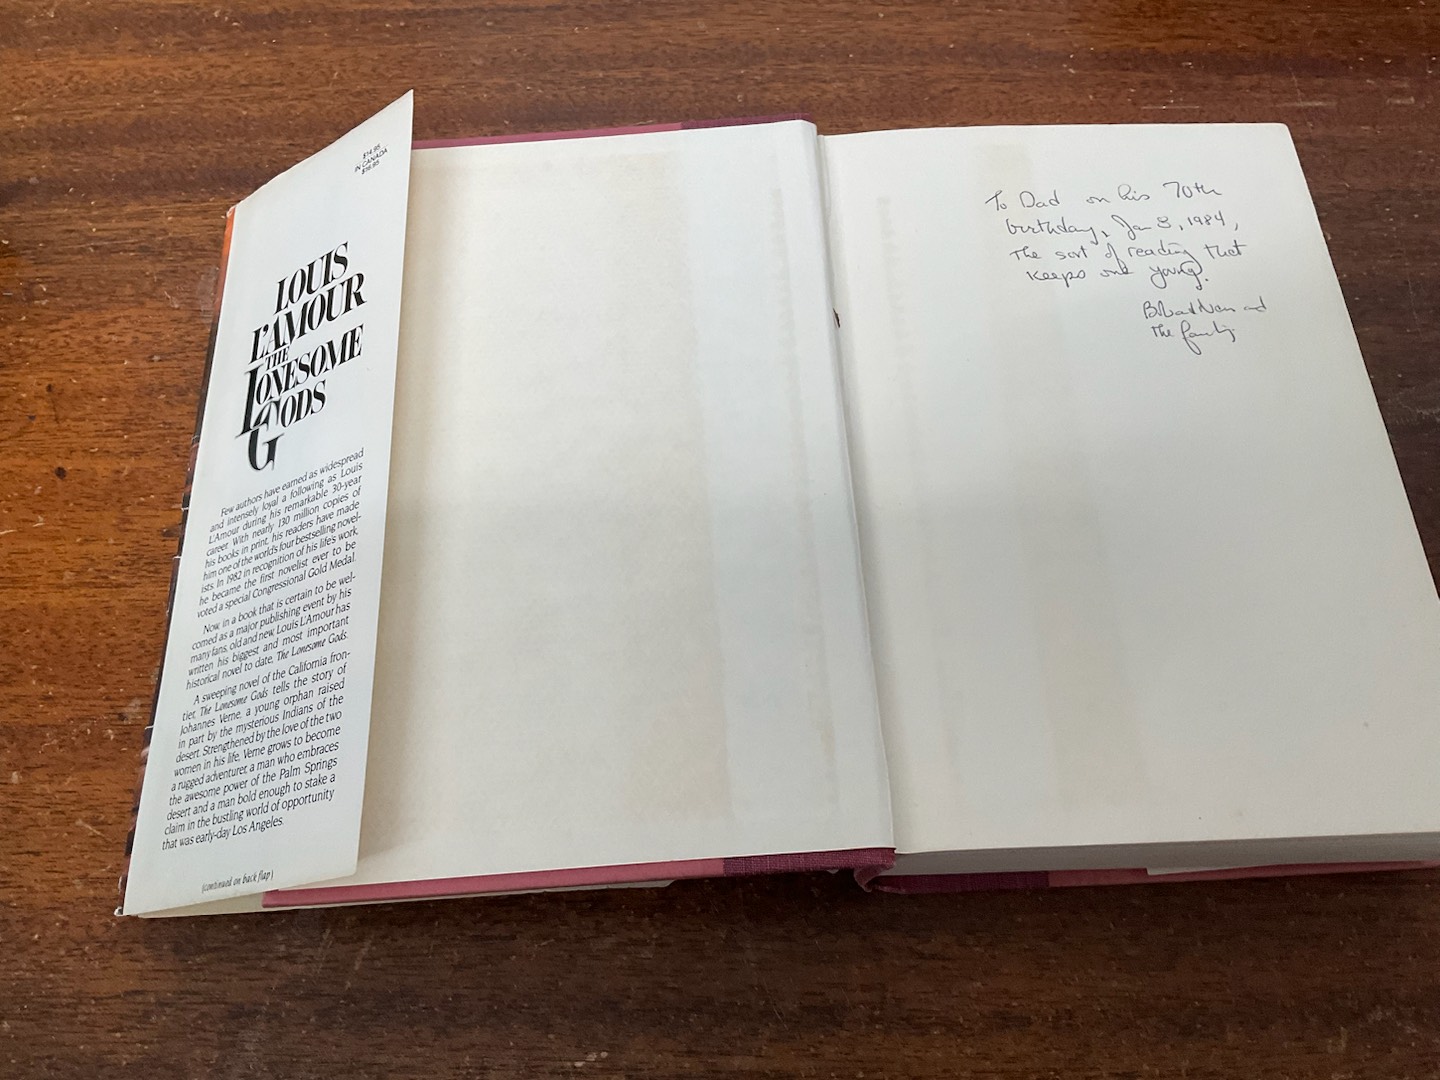 $14.95
IN CANADA
$16.95
LOUIS
L'AMOUR
THE
LONESOME
GODS
Few authors have earned as widespread
and intensely loyal a following as Louis
L'Amour during his remarkable 30-year
career. With nearly 130 million copies of
his books in print, his readers have made
him one of the world's four bestselling novel-
ists. In 1982 in recognition of his life's work,
he became the first novelist ever to be
voted a special Congressional Gold Medal.
Now, in a book that is certain to be wel-
comed as a major publishing event by his
many fans, old and new, Louis L'Amour has
written his biggest and most important
historical novel to date, The Lonesome Gods.
A sweeping novel of the California fron-
tier, The Lonesome Gods tells the story of
Johannes Verne, a young orphan raised
in part by the mysterious Indians of the
desert. Strengthened by the love of the two
women in his life, Verne grows to become
a rugged adventurer, a man who embraces
the awesome power of the Palm Springs
desert and a man bold enough to stake a
claim in the bustling world of opportunity
that was early-day Los Angeles.
(continued on back flap)
To Dad on his 70th
birthday, Jan 8, 1984,
The sort of reading that
keeps one young.
and
the family